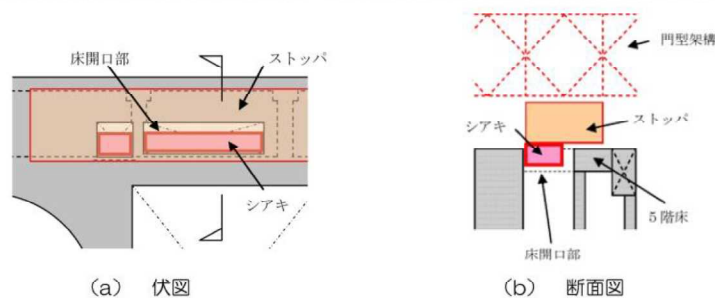 床開口部
ストッパ
シアキ
(a) 伏図
門型架構
シアキ
ストッパ
5階床
床開口部
(b) 断面図